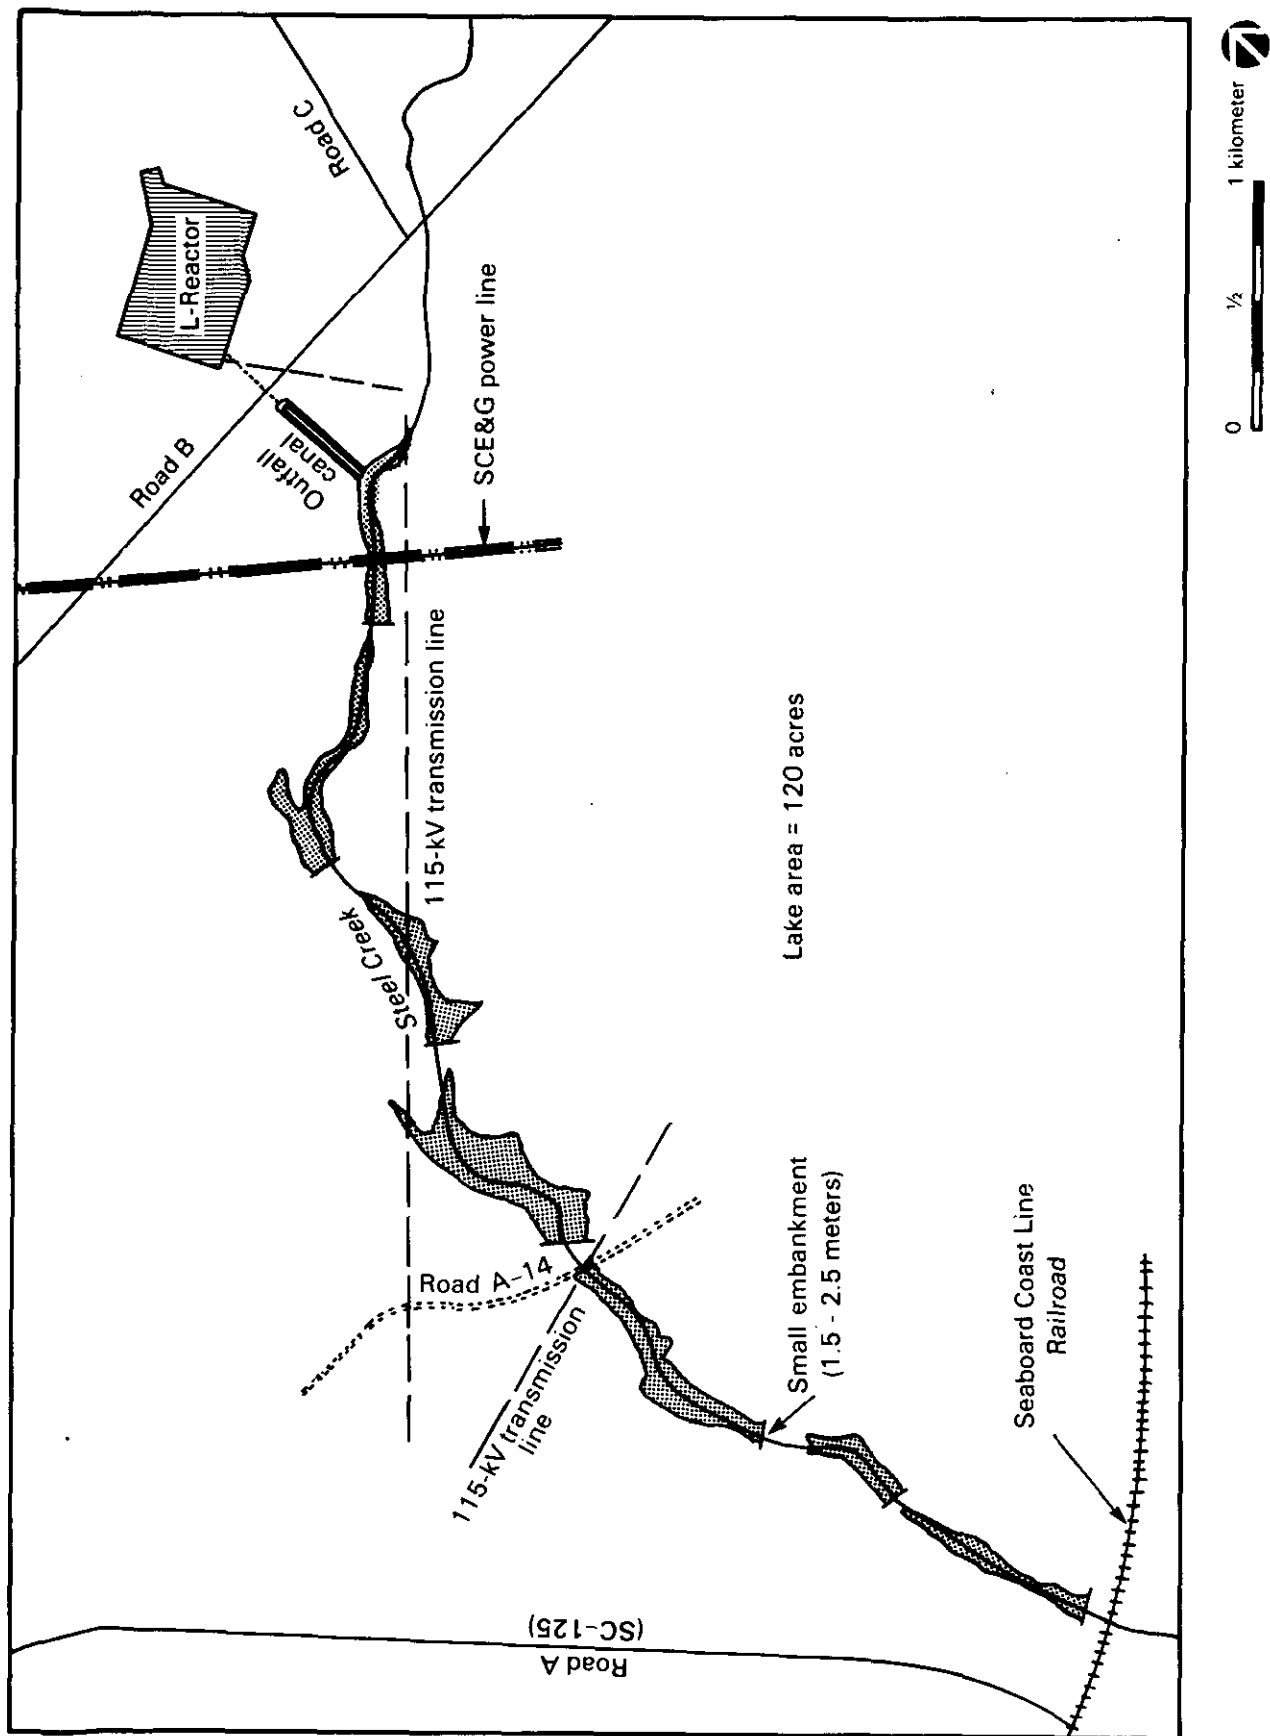 Road C
L-Reactor
Road B
Outfall
canal
SCE&G power line
115-kV transmission line
Steel Creek
Lake area = 120 acres
Road A-14
115-kV transmission
line
Small embankment
(1.5 - 2.5 meters)
Seaboard Coast Line
Railroad
Road A
(SC-125)
0 ½ 1 kilometer